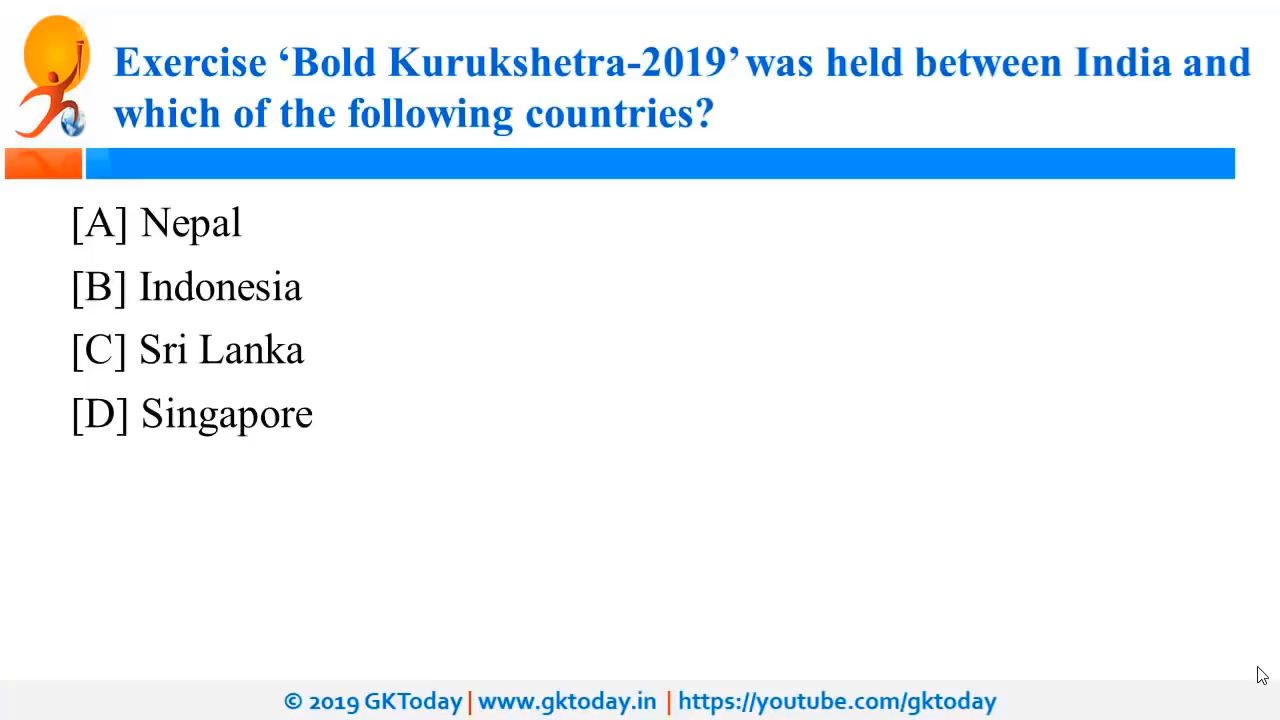 Exercise ‘Bold Kurukshetra-2019’ was held between India and
which of the following countries?
[A] Nepal
[B] Indonesia
[C] Sri Lanka
[D] Singapore
© 2019 GKToday | www.gktoday.in | https://youtube.com/gktoday